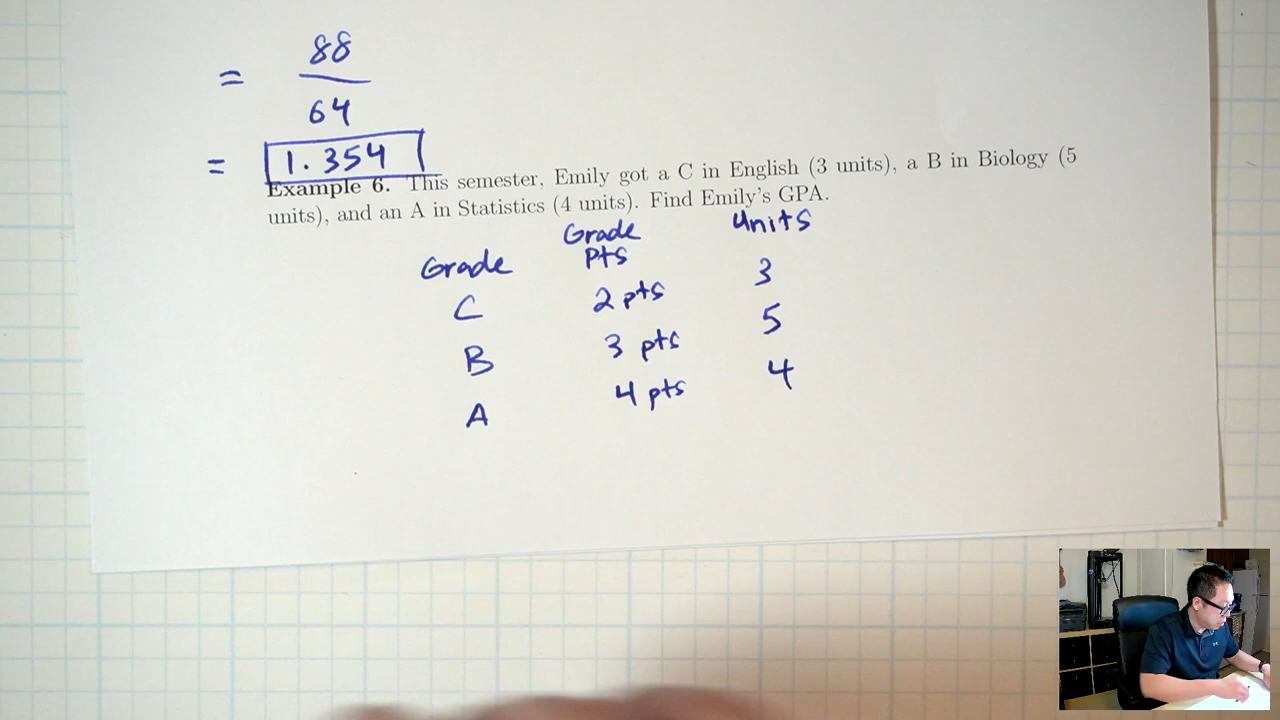 = 88
64
= 1.354
Example 6. This semester, Emily got a C in English (3 units), a B in Biology (5
units), and an A in Statistics (4 units). Find Emily's GPA.
Grade Grade Pts Units
C 2 pts 3
B 3 pts 5
A 4 pts 4